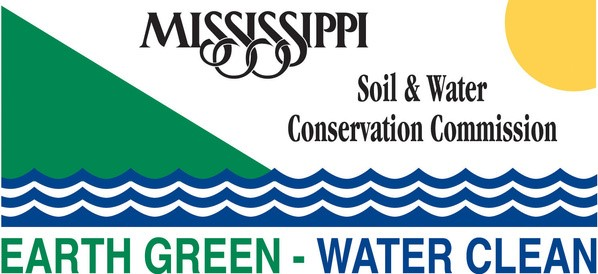 MISSISSIPPI
Soil & Water
Conservation Commission
EARTH GREEN - WATER CLEAN